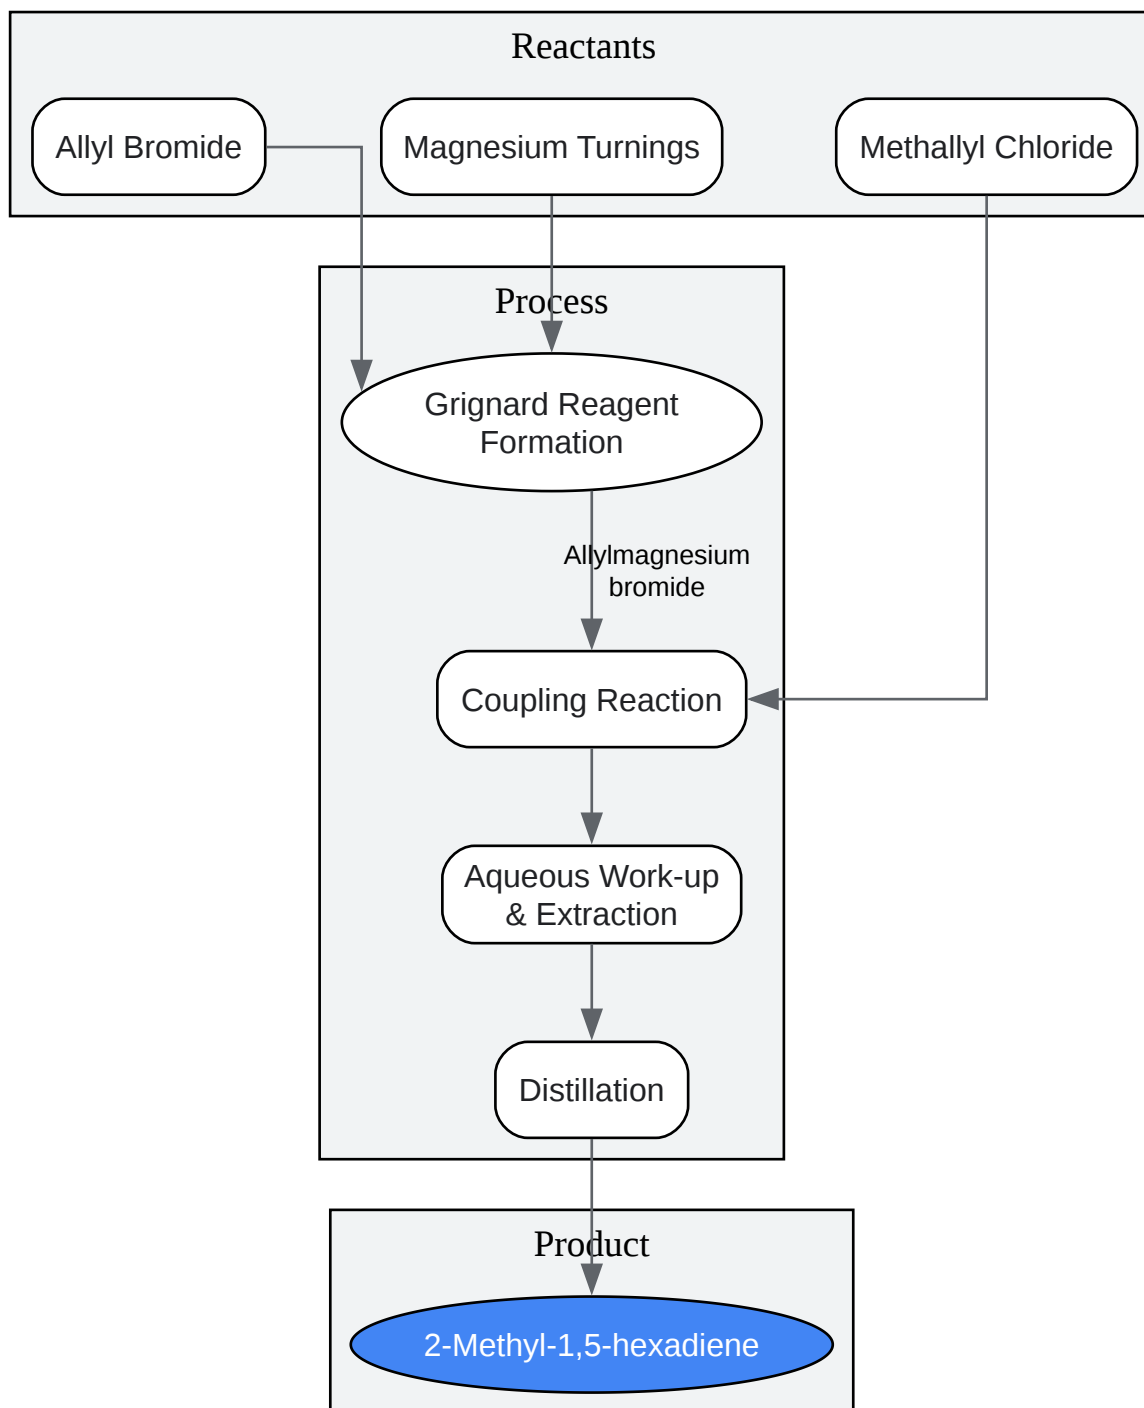 Reactants
Allyl Bromide
Magnesium Turnings
Methallyl Chloride
Process
Grignard Reagent
Formation
Allylmagnesium
bromide
Coupling Reaction
Aqueous Work-up
& Extraction
Distillation
Product
2-Methyl-1,5-hexadiene